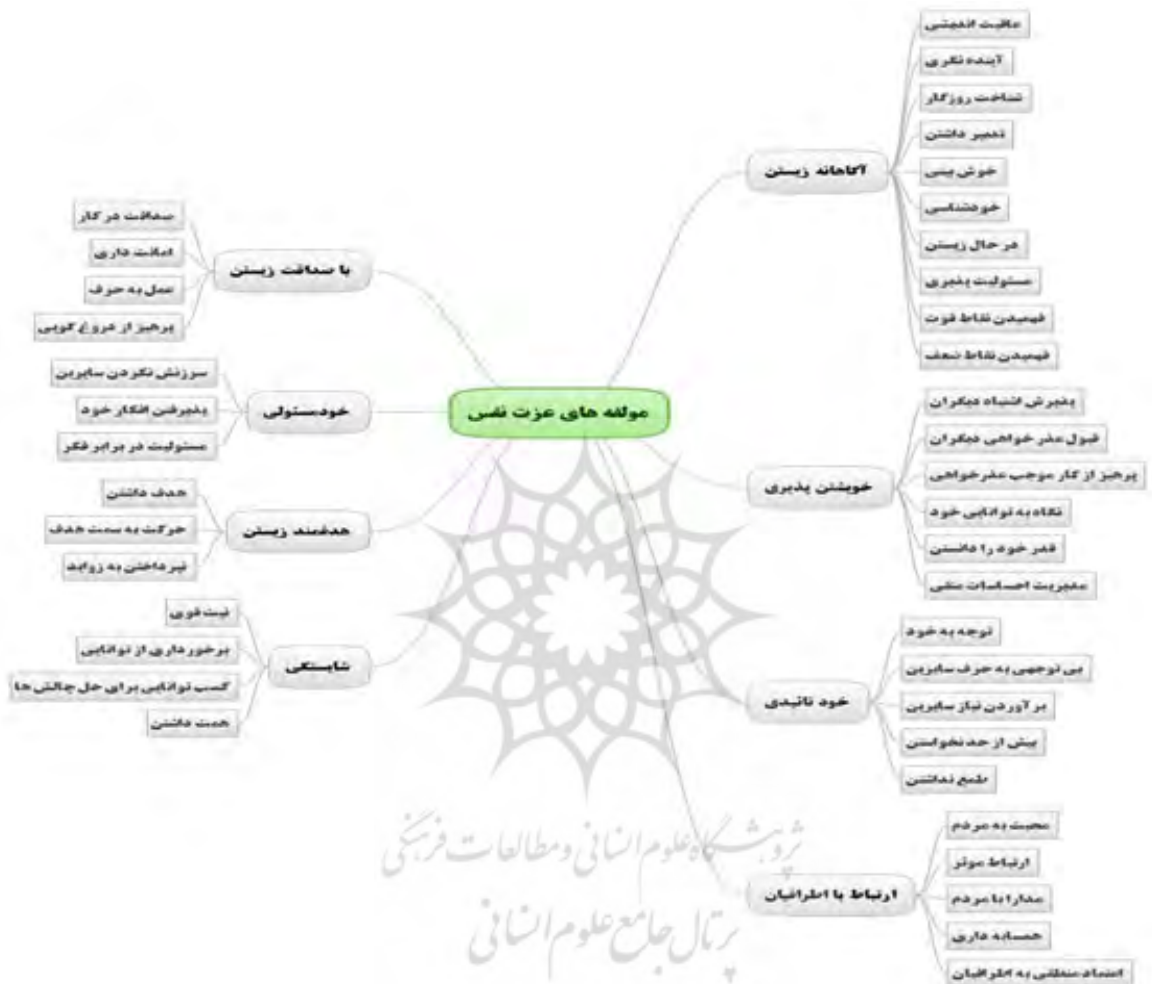 مولفه های عزت نفس
آگاهانه زیستن
عاقبت اندیشی
آینده نگری
شناخت روزگار
تدبیر داشتن
خوش بینی
خودشناسی
در حال زیستن
مسئولیت پذیری
فهمیدن نقاط قوت
فهمیدن نقاط ضعف
خویشتن پذیری
پذیرش اشتباه دیگران
قبول عذر خواهی دیگران
پرهیز از کار موجب عذرخواهی
نگاه به توانایی خود
قدر خود را دانستن
مدیریت احساسات منفی
خود تائیدی
توجه به خود
بی توجهی به حرف سایرین
بر آوردن نیاز سایرین
بیش از حد نخواستن
طمع نداشتن
ارتباط با اطرافیان
محبت به مردم
ارتباط موثر
مدارا با مردم
همسایه داری
اعتماد منطقی به اطرافیان
با صداقت زیستن
صداقت در کار
امانت داری
عمل به حرف
پرهیز از دروغ گویی
خودمسئولی
سرزنش نکردن سایرین
پذیرفتن افکار خود
مسئولیت در برابر فکر
هدفمند زیستن
هدف داشتن
حرکت به سمت هدف
نپرداختن به زواید
شایستگی
نیت قوی
برخورداری از توانایی
کسب توانایی برای حل چالش ها
همت داشتن
پژوهشگاه علوم انسانی و مطالعات فرهنگی
پرتال جامع علوم انسانی